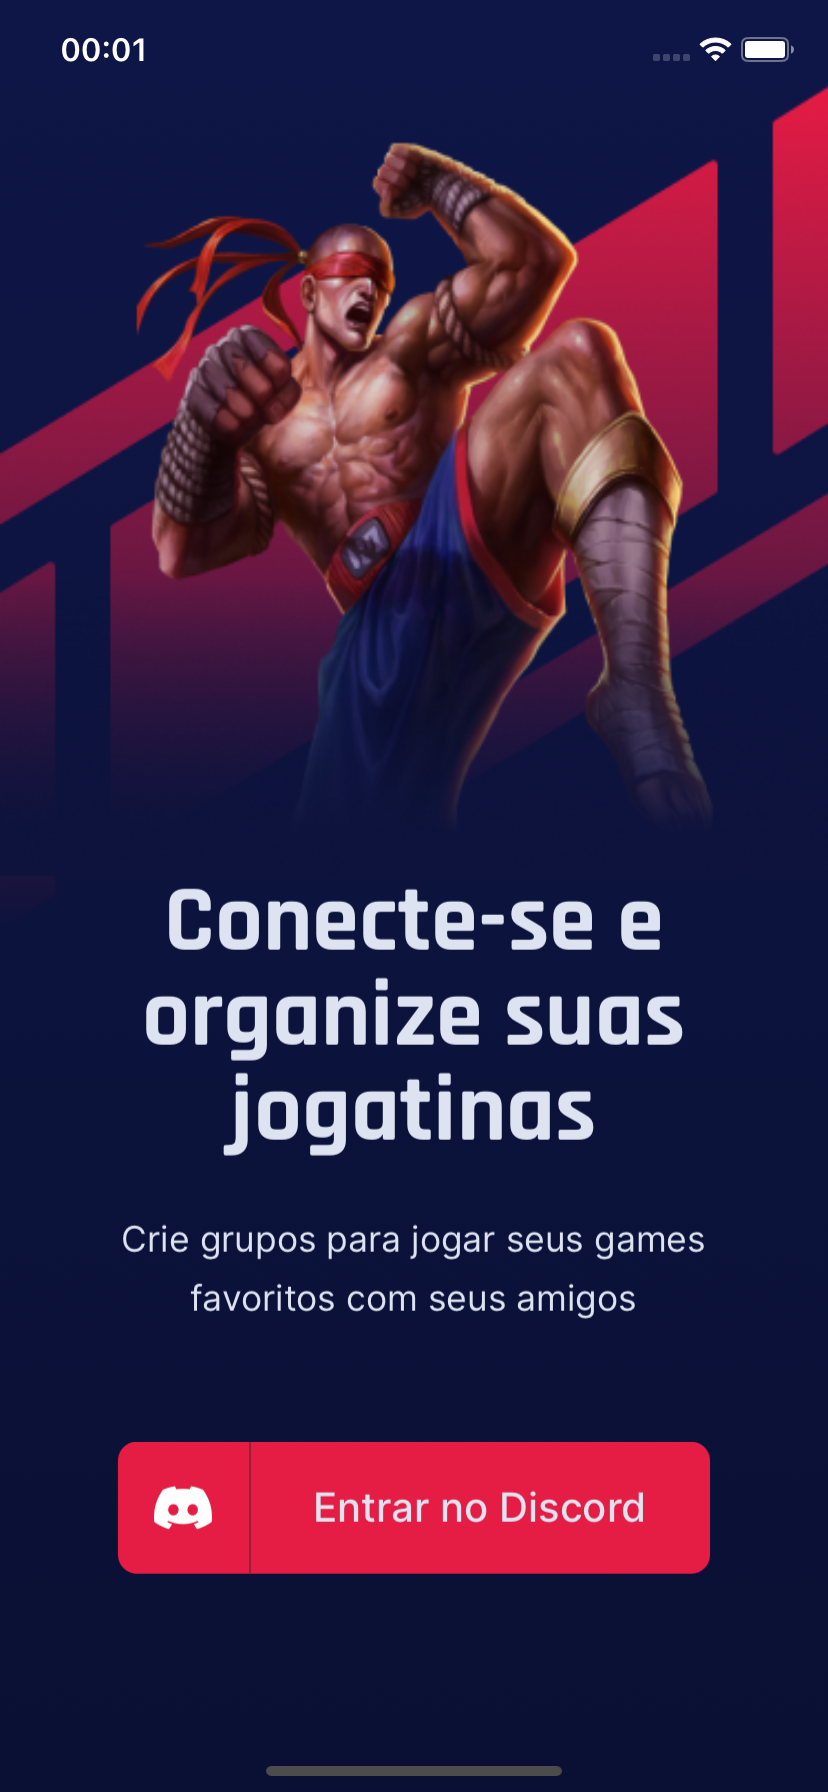 00:01
Conecte-se e
organize suas
jogatinas
Crie grupos para jogar seus games
favoritos com seus amigos
Entrar no Discord